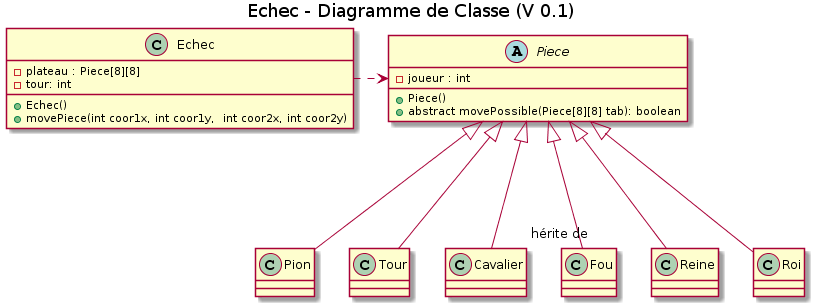 Echec - Diagramme de Classe (V 0.1)
C Echec
plateau : Piece[8][8]
tour: int
Echec()
movePiece(int coor1x, int coor1y,  int coor2x, int coor2y)
A Piece
joueur : int
Piece()
abstract movePossible(Piece[8][8] tab): boolean
hérite de
C Pion
C Tour
C Cavalier
C Fou
C Reine
C Roi